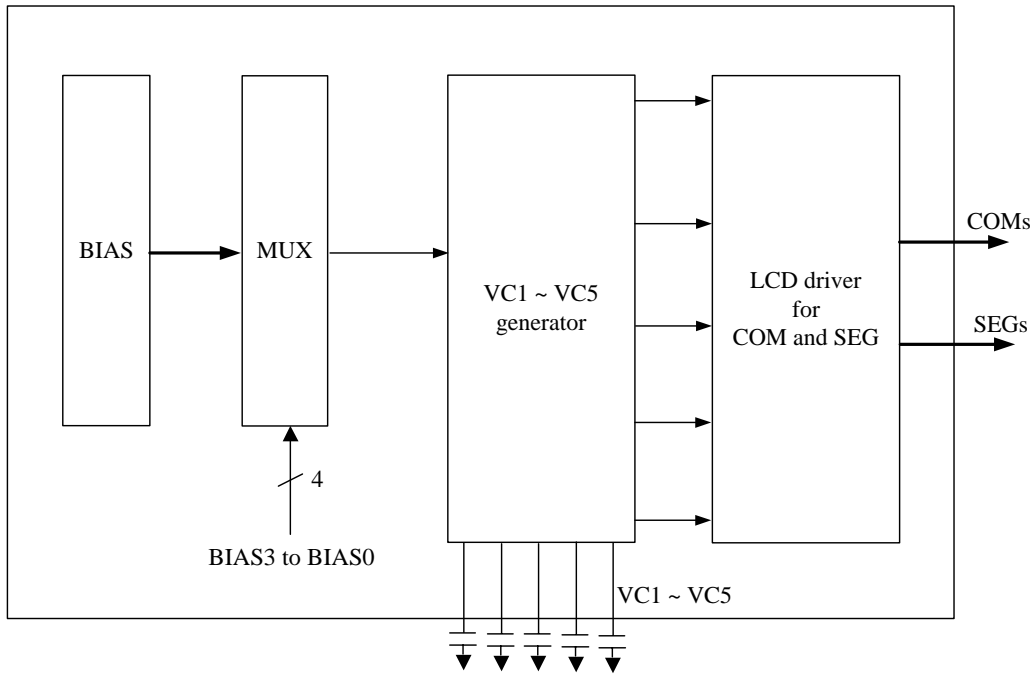 BIAS
MUX
VC1 ~ VC5
generator
LCD driver
for
COM and SEG
COMs
SEGs
4
BIAS3 to BIAS0
VC1 ~ VC5